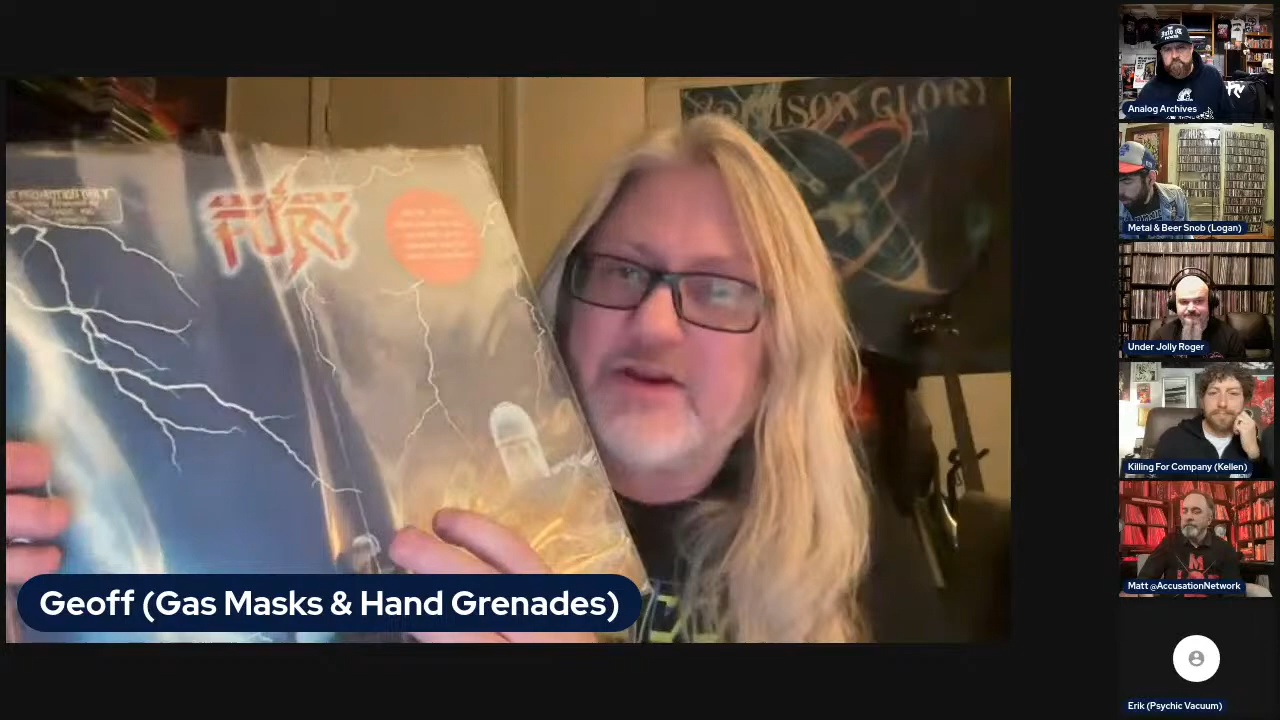 FURY
CRIMSON GLORY
Geoff (Gas Masks & Hand Grenades)
Analog Archives
Metal & Beer Snob (Logan)
Under Jolly Roger
Killing For Company (Kellen)
Matt @AccusationNetwork
Erik (Psychic Vacuum)